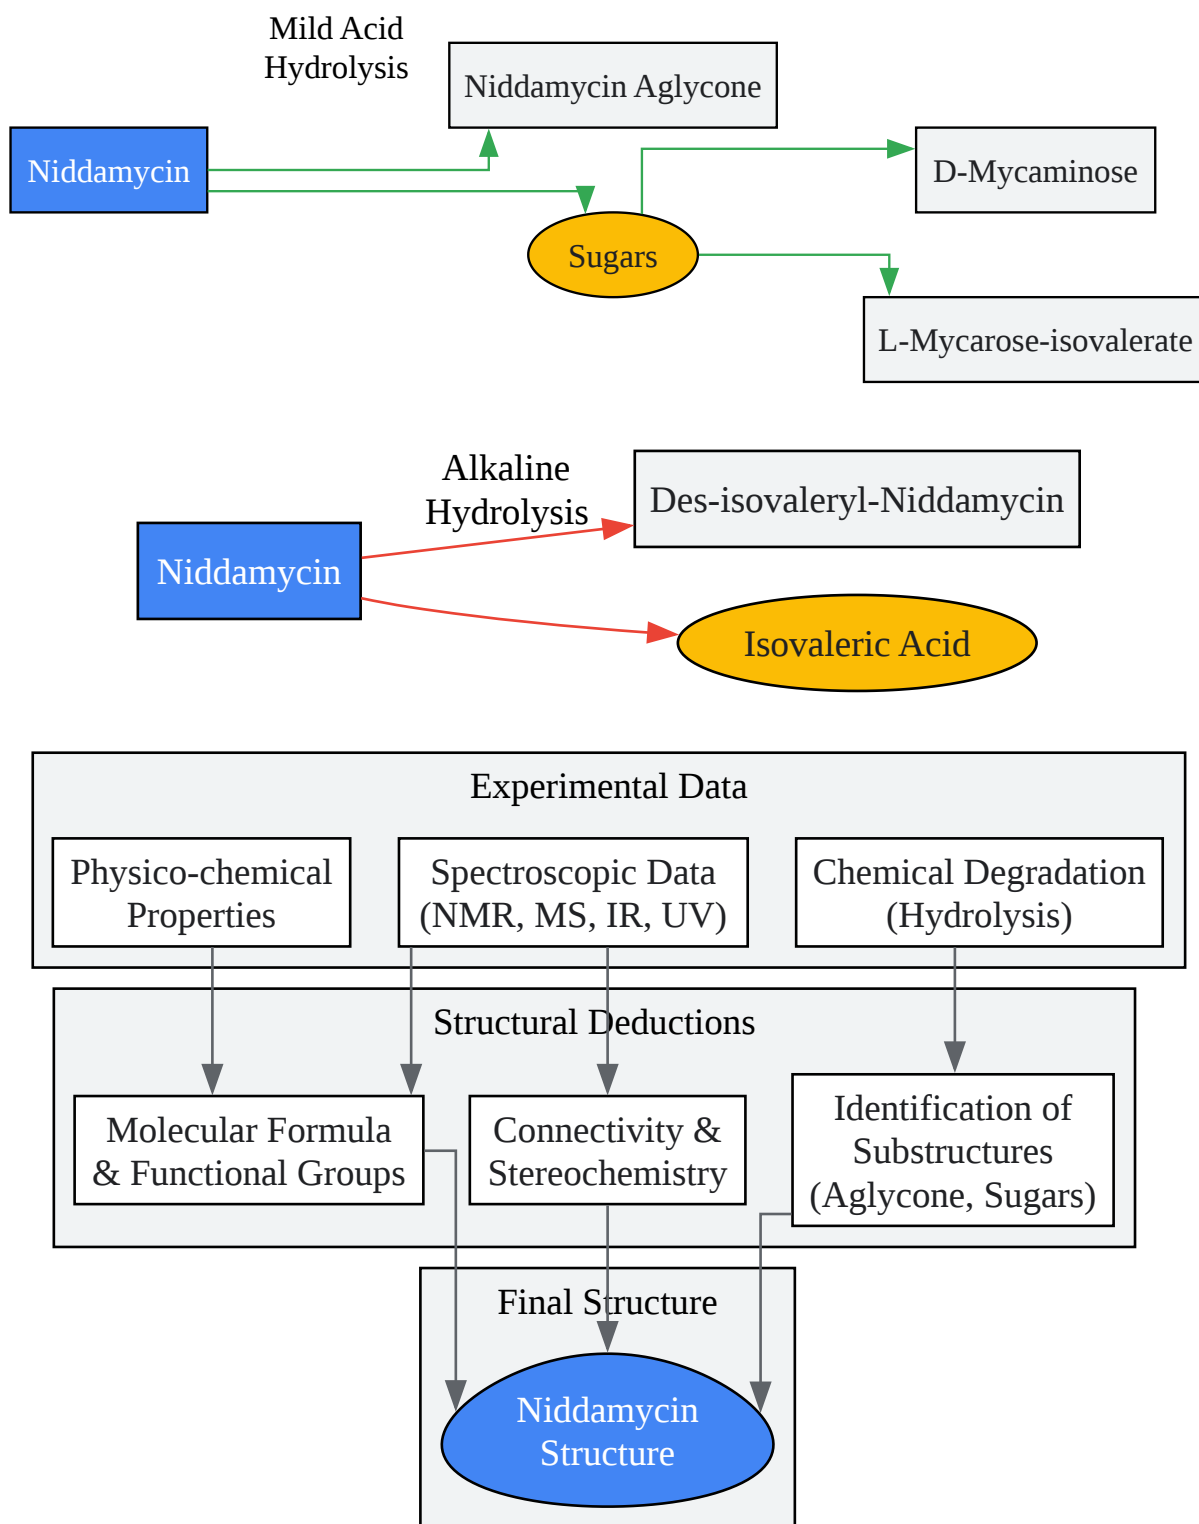 Mild Acid
Hydrolysis
Niddamycin Aglycone
Niddamycin
D-Mycaminose
Sugars
L-Mycarose-isovalerate
Alkaline
Hydrolysis
Des-isovaleryl-Niddamycin
Niddamycin
Isovaleric Acid
Experimental Data
Physico-chemical
Properties
Spectroscopic Data
(NMR, MS, IR, UV)
Chemical Degradation
(Hydrolysis)
Structural Deductions
Molecular Formula
& Functional Groups
Connectivity &
Stereochemistry
Identification of
Substructures
(Aglycone, Sugars)
Final Structure
Niddamycin
Structure